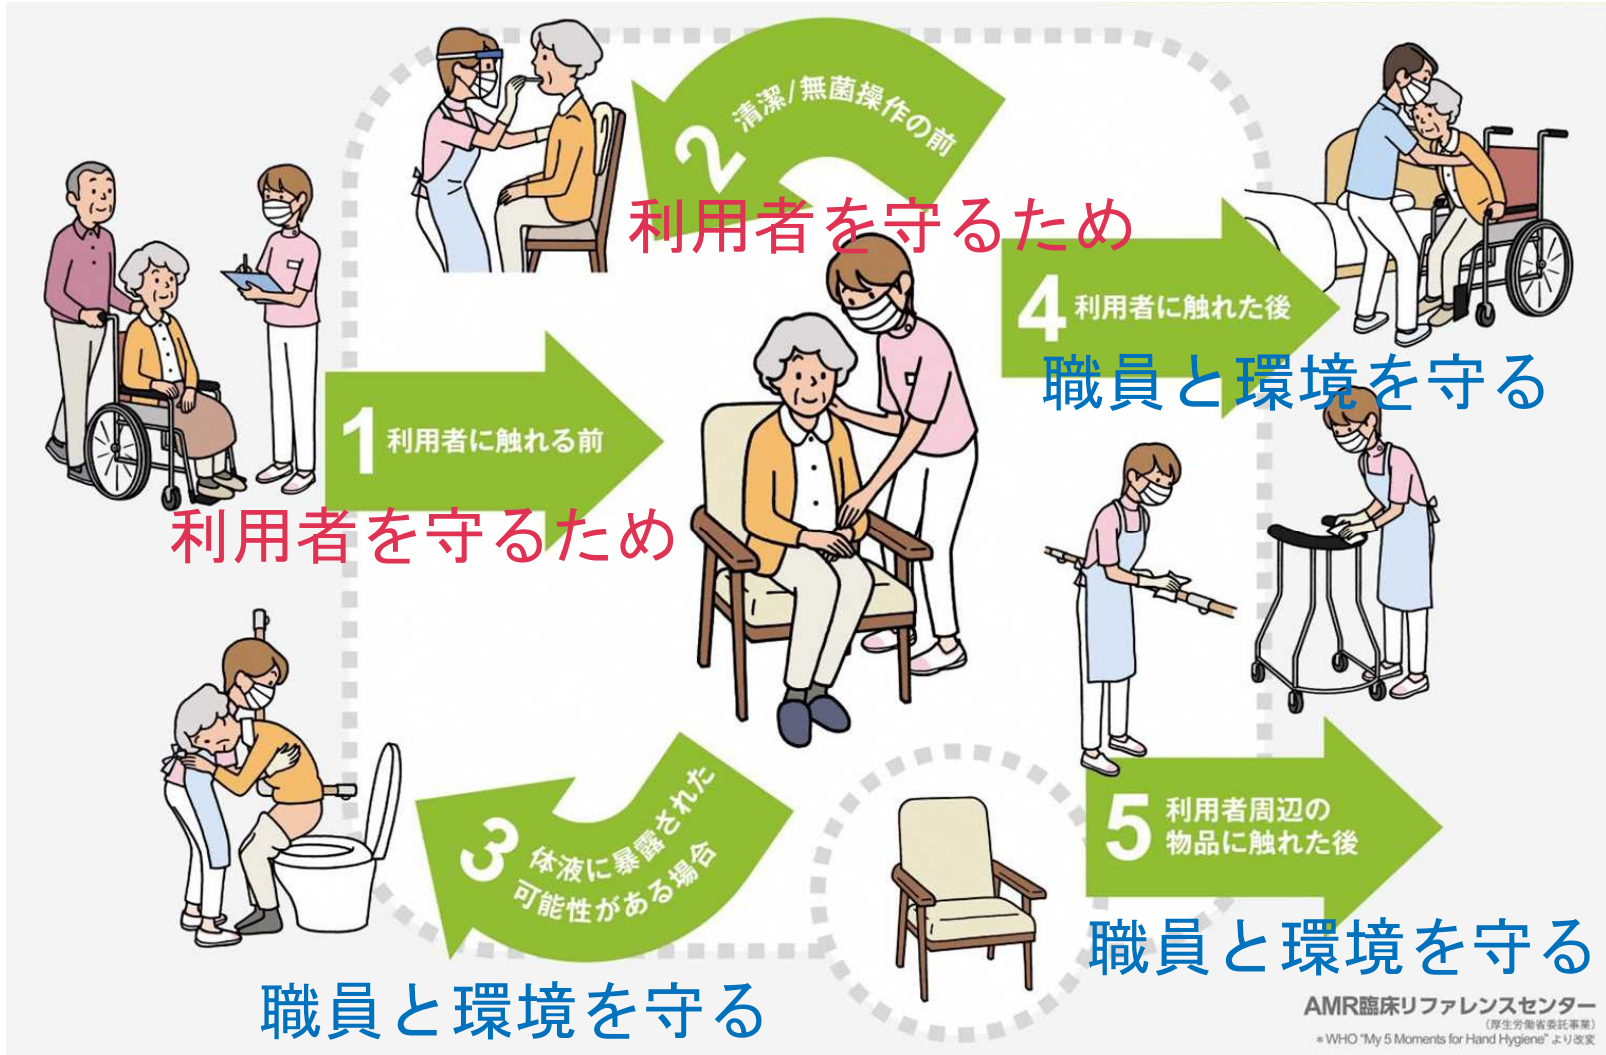 2 清潔/無菌操作の前
利用者を守るため
4 利用者に触れた後
職員と環境を守る
1 利用者に触れる前
利用者を守るため
3 体液に暴露された
可能性がある場合
職員と環境を守る
5 利用者周辺の
物品に触れた後
職員と環境を守る
AMR臨床リファレンスセンター
(厚生労働省委託事業)
*WHO "My 5 Moments for Hand Hygiene" より改変